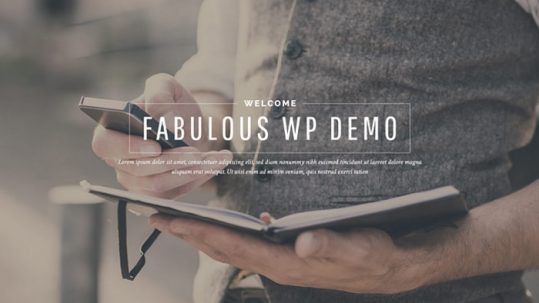 WELCOME
FABULOUS WP DEMO
Lorem ipsum dolor sit amet, consectetuer adipiscing elit, sed diam nonummy nibh euismod tincidunt ut laoreet dolore magna
aliquam erat volutpat. Ut wisi enim ad minim veniam, quis nostrud exerci tation